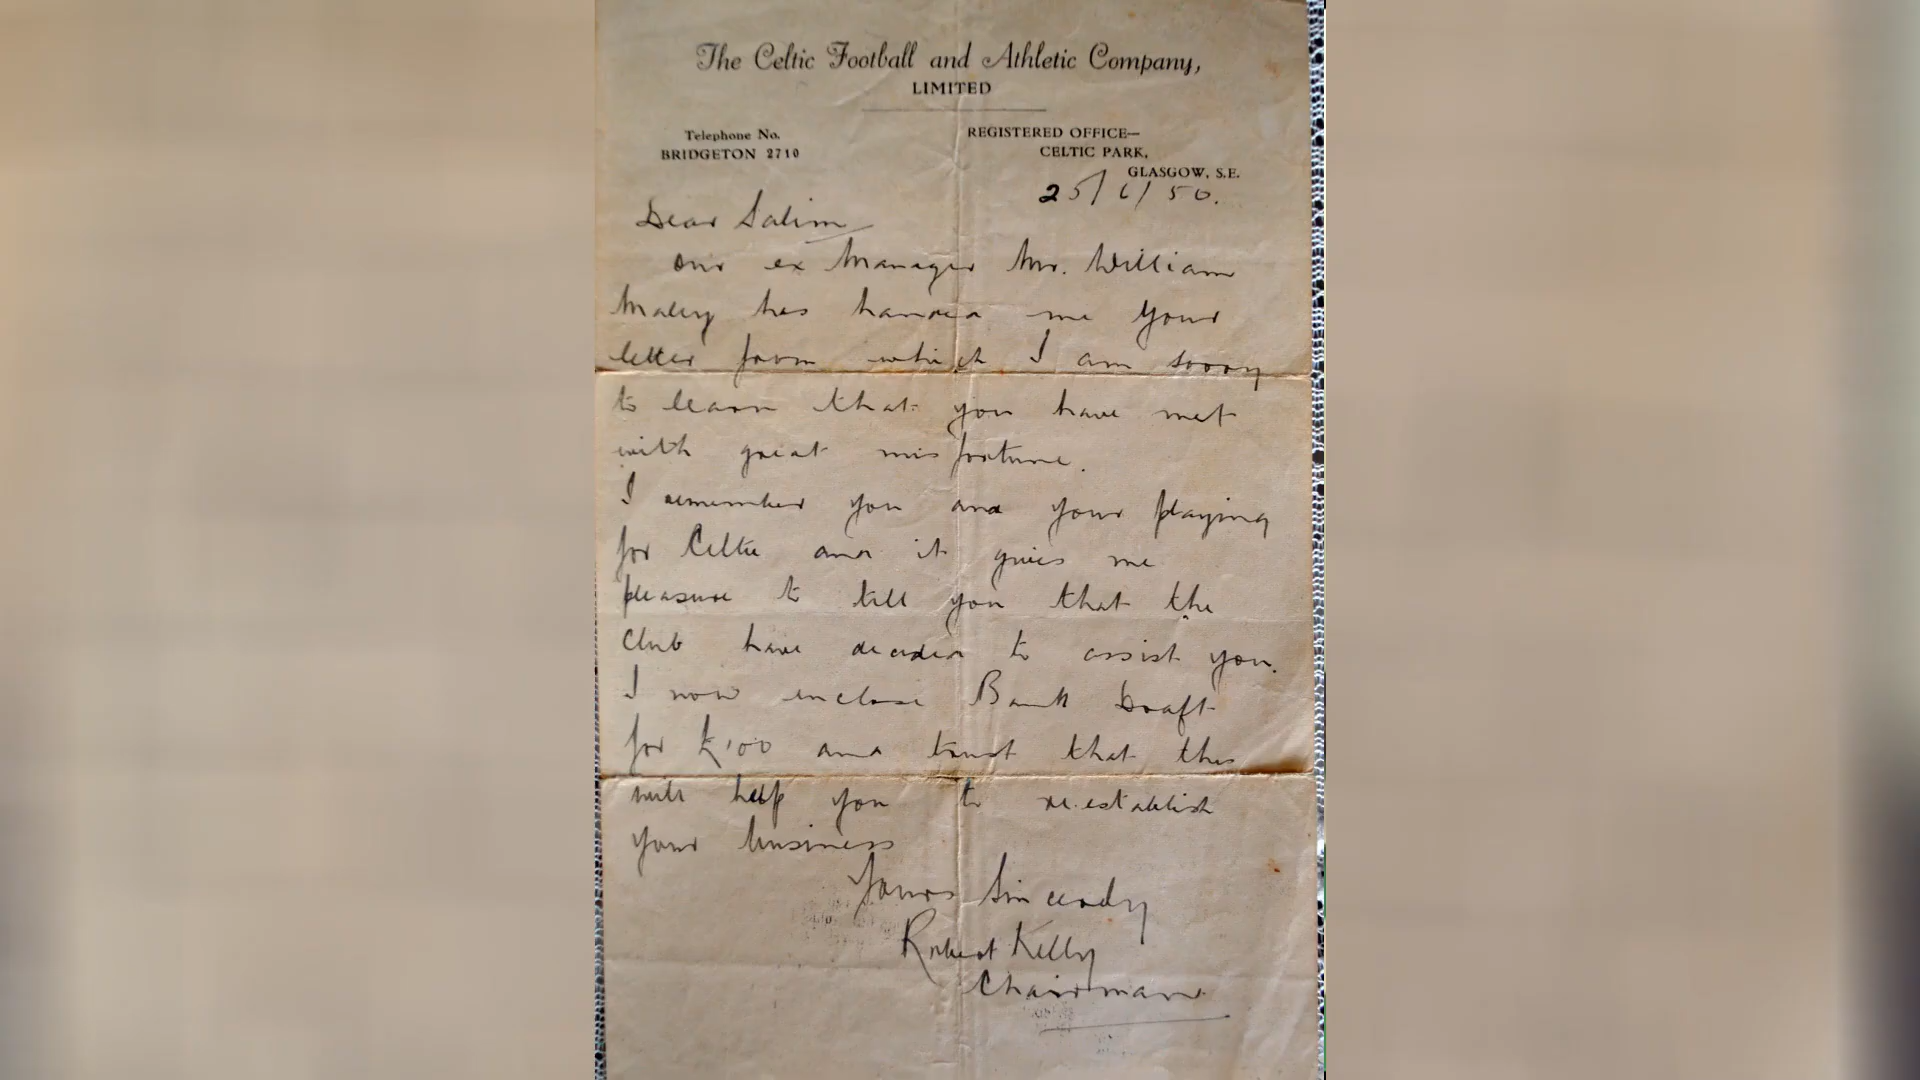 The Celtic Football and Athletic Company,
LIMITED
Telephone No.
BRIDGETON 2710
REGISTERED OFFICE—
CELTIC PARK,
GLASGOW, S.E.
25/6/50.
Dear Salim
our ex Manager Mr. William
Maley has handed me your
letter from which I am sorry
to learn that you have met
with great misfortune.
I remember you and your playing
for Celtic and it gives me
pleasure to tell you that the
Club have decided to assist you.
I now enclose Bank Draft
for £100 and trust that this
will help you to re-establish
your business
Yours Sincerely
Robert Kelly
Chairman